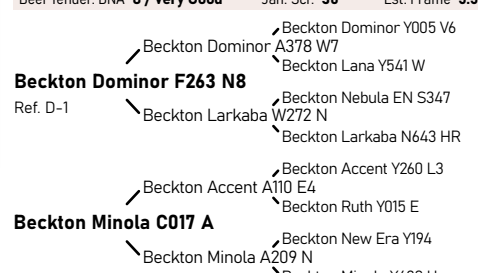 Beef Tender. DNA 8 / Very Good Jan. Scr. 38 Est. Frame 5.5
Beckton Dominor Y005 V6
Beckton Dominor A378 W7
Beckton Lana Y541 W
Beckton Dominor F263 N8
Ref. D-1
Beckton Nebula EN S347
Beckton Larkaba W272 N
Beckton Larkaba N643 HR
Beckton Accent Y260 L3
Beckton Accent A110 E4
Beckton Ruth Y015 E
Beckton Minola C017 A
Beckton New Era Y194
Beckton Minola A209 N